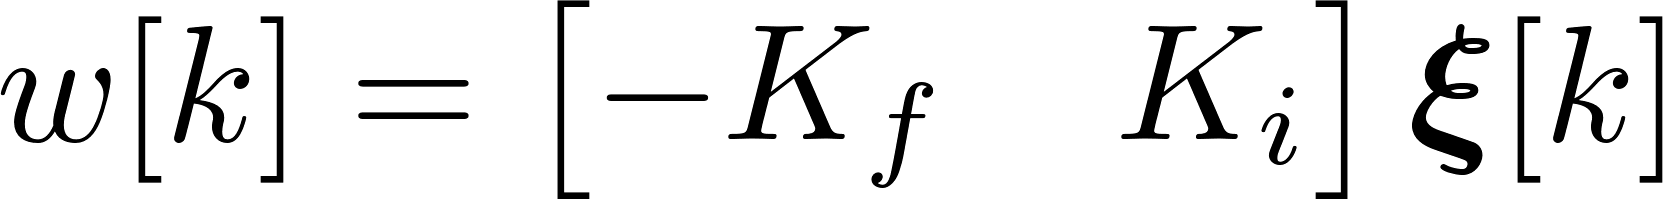 w[k] = [−K_f K_i] ξ[k]